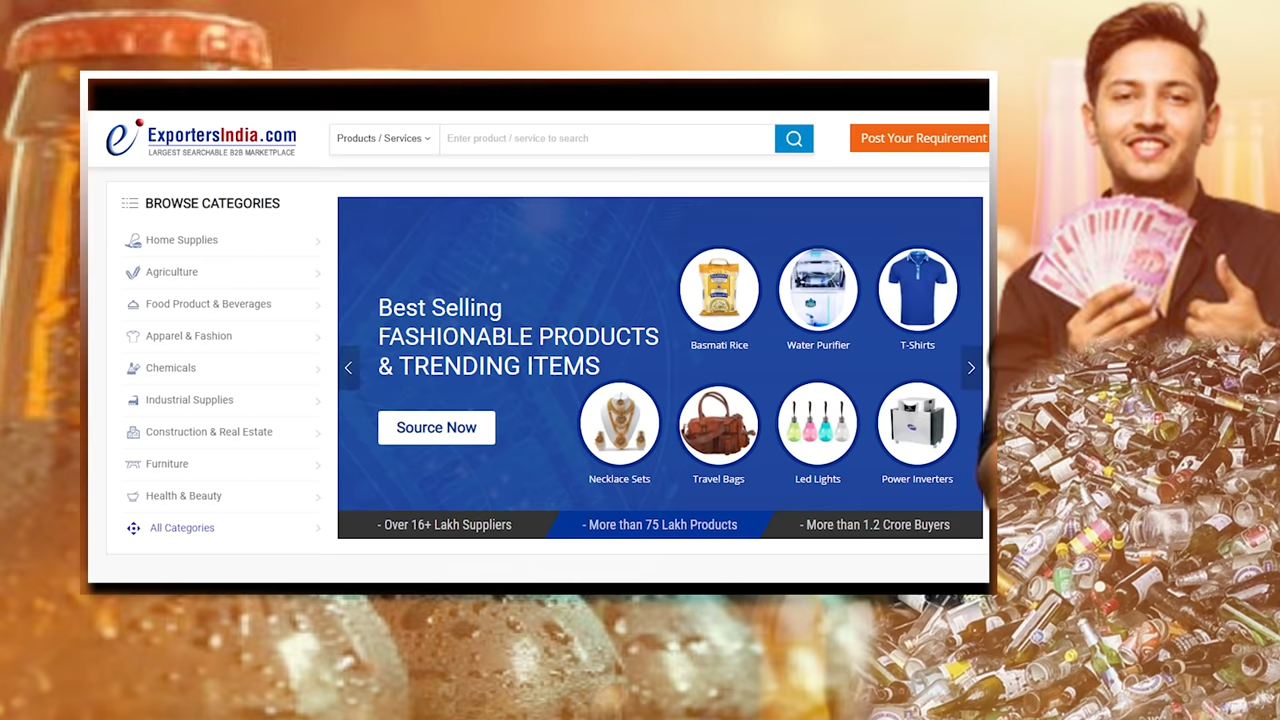 ExportersIndia.com
LARGEST SEARCHABLE B2B MARKETPLACE
Products / Services
Enter product / service to search
Post Your Requirement
BROWSE CATEGORIES
Home Supplies
Agriculture
Food Product & Beverages
Apparel & Fashion
Chemicals
Industrial Supplies
Construction & Real Estate
Furniture
Health & Beauty
All Categories
Best Selling
FASHIONABLE PRODUCTS
& TRENDING ITEMS
Source Now
Basmati Rice
Water Purifier
T-Shirts
Necklace Sets
Travel Bags
Led Lights
Power Inverters
- Over 16+ Lakh Suppliers
- More than 75 Lakh Products
- More than 1.2 Crore Buyers